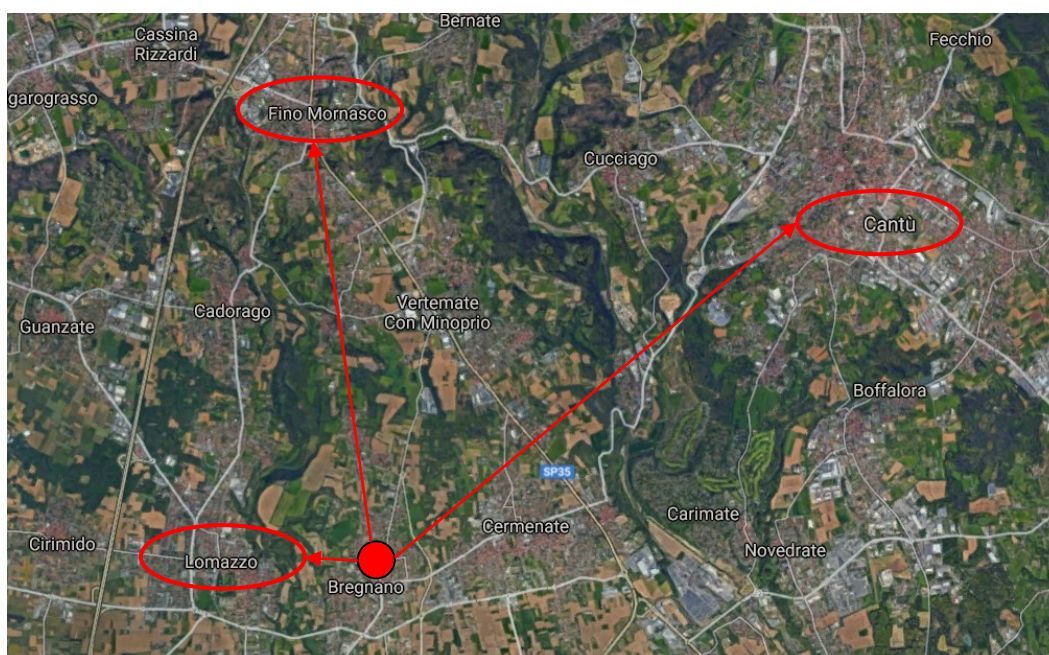 Bernate
Cassina
Rizzardi
Fecchio
garograsso
Fino Mornasco
Cucciago
Cantù
Vertemate
Con Minoprio
Cadorago
Guanzate
Boffalora
SP35
Carimate
Cermenate
Cirimido
Novedrate
Lomazzo
Bregnano